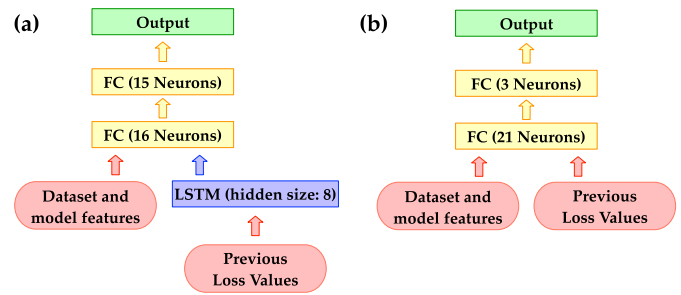 (a)
Output
FC (15 Neurons)
FC (16 Neurons)
Dataset and
model features
LSTM (hidden size: 8)
Previous
Loss Values
(b)
Output
FC (3 Neurons)
FC (21 Neurons)
Dataset and
model features
Previous
Loss Values